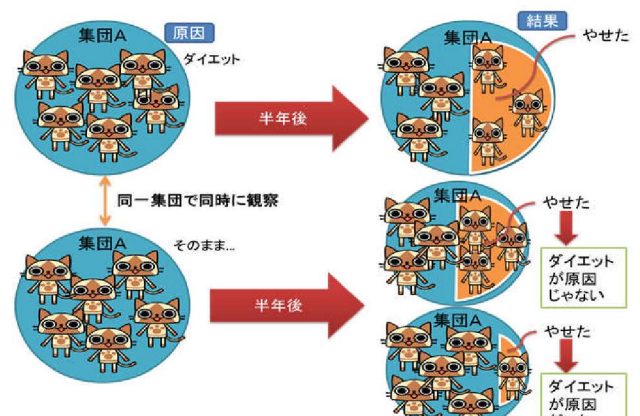 集団A
原因
ダイエット
半年後
結果
集団A
やせた
同一集団で同時に観察
集団A
そのまま…
半年後
集団A
やせた
ダイエット
が原因
じゃない
集団A
やせた
ダイエット
が原因